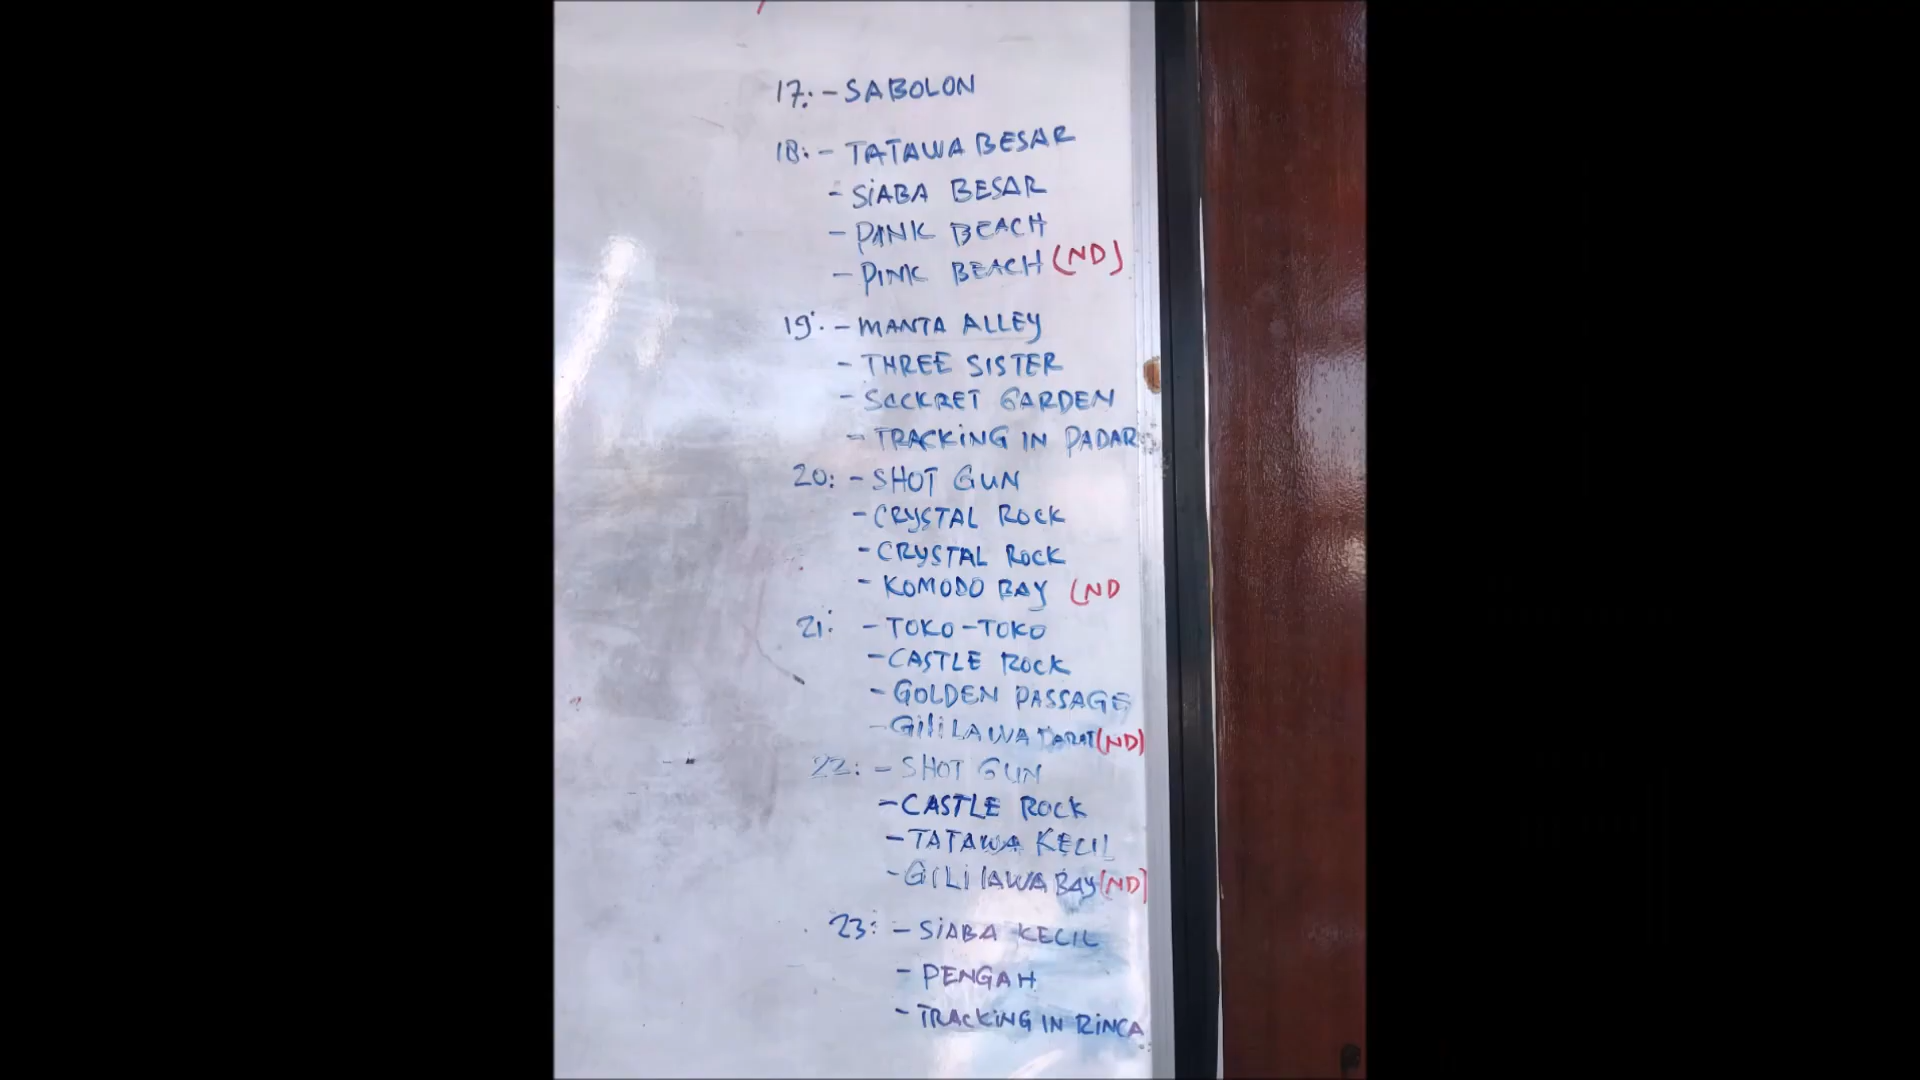 17: - SABOLON
18: - TATAWA BESAR
- SiABA BESAR
- PINK BEACH
- PINK BEACH (ND)
19: - MANTA ALLEY
- THREE SISTER
- SECKRET GARDEN
- TRACKiNG IN PADAR
20: - SHOT GUN
- CRYSTAL ROCK
- CRYSTAL ROCK
- KOMODO BAY (ND
21: - TOKO-TOKO
- CASTLE ROCK
- GOLDEN PASSAGE
- GiliLAWA DARAT (ND)
22: - SHOT GUN
- CASTLE ROCK
- TATAWA KECIL
- GILI lAWA BAY (ND)
23: - SiABA KECIL
- PENGAH
- TRACKiNG IN RiNCA